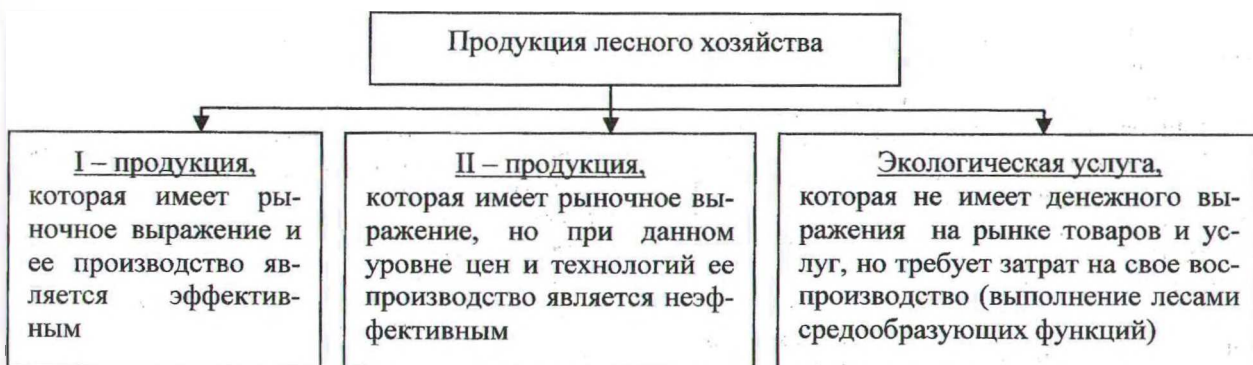 Продукция лесного хозяйства
I – продукция,
которая имеет ры-
ночное выражение и
ее производство яв-
ляется эффектив-
ным
II – продукция,
которая имеет рыночное вы-
ражение, но при данном
уровне цен и технологий ее
производство является неэф-
фективным
Экологическая услуга,
которая не имеет денежного вы-
ражения на рынке товаров и ус-
луг, но требует затрат на свое вос-
производство (выполнение лесами
средообразующих функций)